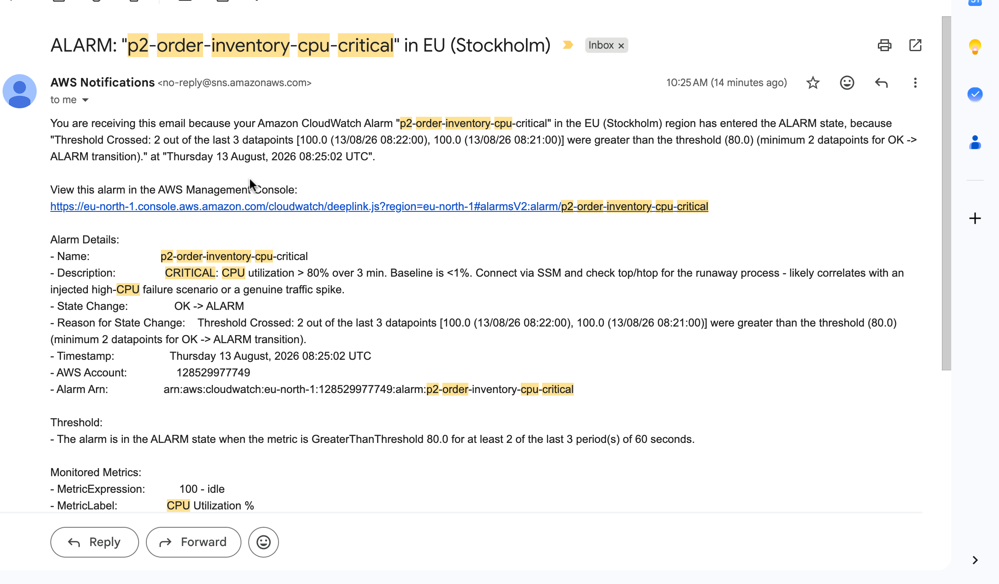 ALARM: "p2-order-inventory-cpu-critical" in EU (Stockholm) Inbox ×
AWS Notifications <no-reply@sns.amazonaws.com> 10:25 AM (14 minutes ago)
to me
You are receiving this email because your Amazon CloudWatch Alarm "p2-order-inventory-cpu-critical" in the EU (Stockholm) region has entered the ALARM state, because
"Threshold Crossed: 2 out of the last 3 datapoints [100.0 (13/08/26 08:22:00), 100.0 (13/08/26 08:21:00)] were greater than the threshold (80.0) (minimum 2 datapoints for OK ->
ALARM transition)." at "Thursday 13 August, 2026 08:25:02 UTC".
View this alarm in the AWS Management Console:
https://eu-north-1.console.aws.amazon.com/cloudwatch/deeplink.js?region=eu-north-1#alarmsV2:alarm/p2-order-inventory-cpu-critical
Alarm Details:
- Name: p2-order-inventory-cpu-critical
- Description: CRITICAL: CPU utilization > 80% over 3 min. Baseline is <1%. Connect via SSM and check top/htop for the runaway process - likely correlates with an
injected high-CPU failure scenario or a genuine traffic spike.
- State Change: OK -> ALARM
- Reason for State Change: Threshold Crossed: 2 out of the last 3 datapoints [100.0 (13/08/26 08:22:00), 100.0 (13/08/26 08:21:00)] were greater than the threshold (80.0)
(minimum 2 datapoints for OK -> ALARM transition).
- Timestamp: Thursday 13 August, 2026 08:25:02 UTC
- AWS Account: 128529977749
- Alarm Arn: arn:aws:cloudwatch:eu-north-1:128529977749:alarm:p2-order-inventory-cpu-critical
Threshold:
- The alarm is in the ALARM state when the metric is GreaterThanThreshold 80.0 for at least 2 of the last 3 period(s) of 60 seconds.
Monitored Metrics:
- MetricExpression: 100 - idle
- MetricLabel: CPU Utilization %
Reply Forward